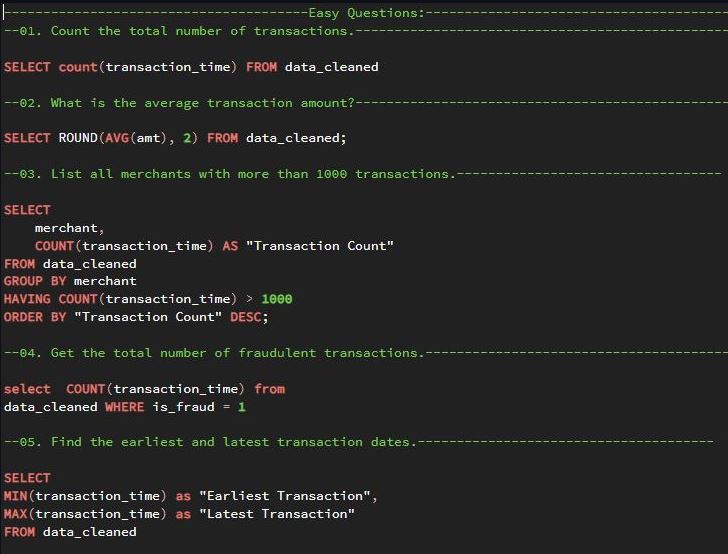 ---------------------------------------Easy Questions:---------------------------------------
--01. Count the total number of transactions.------------------------------------------------
SELECT count(transaction_time) FROM data_cleaned
--02. What is the average transaction amount?------------------------------------------------
SELECT ROUND(AVG(amt), 2) FROM data_cleaned;
--03. List all merchants with more than 1000 transactions.----------------------------------
SELECT
    merchant,
    COUNT(transaction_time) AS "Transaction Count"
FROM data_cleaned
GROUP BY merchant
HAVING COUNT(transaction_time) > 1000
ORDER BY "Transaction Count" DESC;
--04. Get the total number of fraudulent transactions.---------------------------------------
select  COUNT(transaction_time) from
data_cleaned WHERE is_fraud = 1
--05. Find the earliest and latest transaction dates.--------------------------------------
SELECT
MIN(transaction_time) as "Earliest Transaction",
MAX(transaction_time) as "Latest Transaction"
FROM data_cleaned